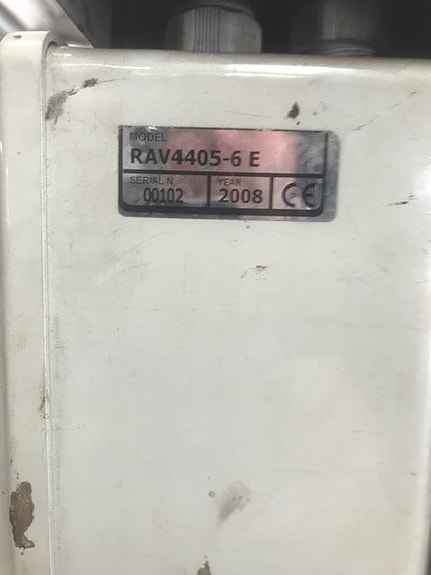 MODEL
RAV4405-6 E
SERIAL N. YEAR
00102 2008 CE